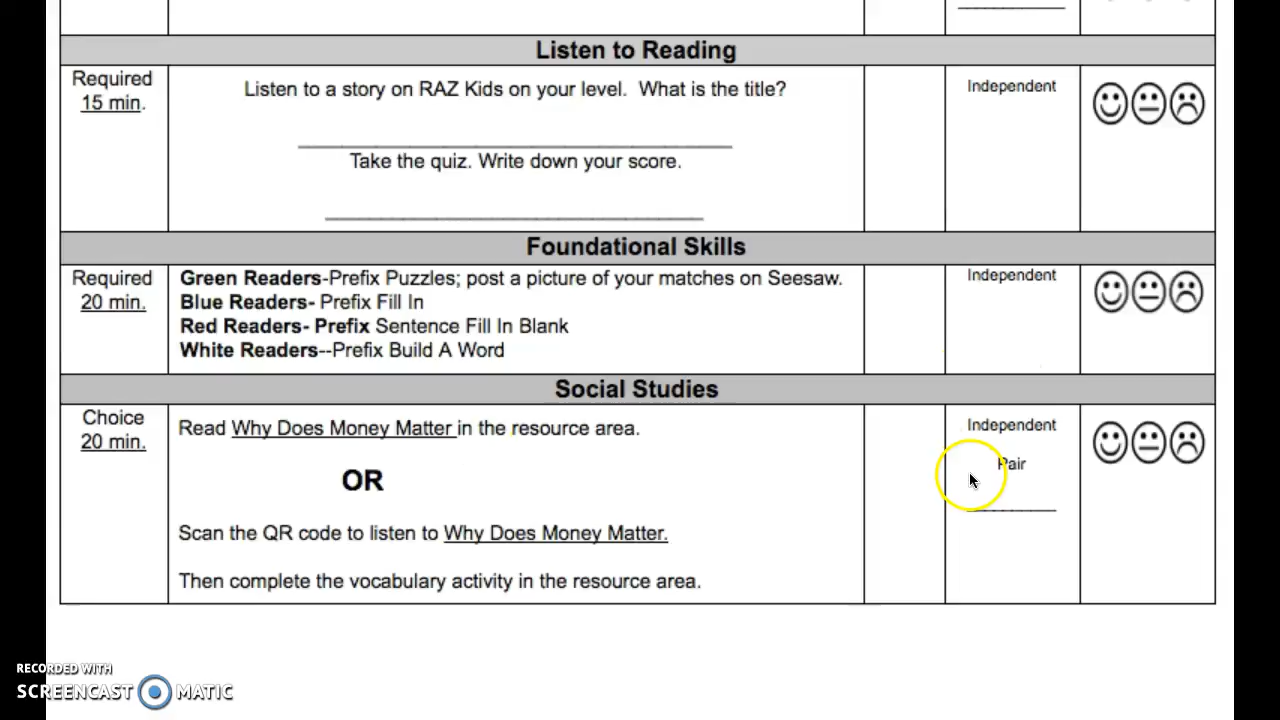 Listen to Reading
Required
15 min.
Listen to a story on RAZ Kids on your level.  What is the title?
Take the quiz. Write down your score.
Independent
Foundational Skills
Required
20 min.
Green Readers-Prefix Puzzles; post a picture of your matches on Seesaw.
Blue Readers- Prefix Fill In
Red Readers- Prefix Sentence Fill In Blank
White Readers--Prefix Build A Word
Independent
Social Studies
Choice
20 min.
Read Why Does Money Matter in the resource area.
OR
Scan the QR code to listen to Why Does Money Matter.
Then complete the vocabulary activity in the resource area.
Independent
Pair
RECORDED WITH
SCREENCAST MATIC